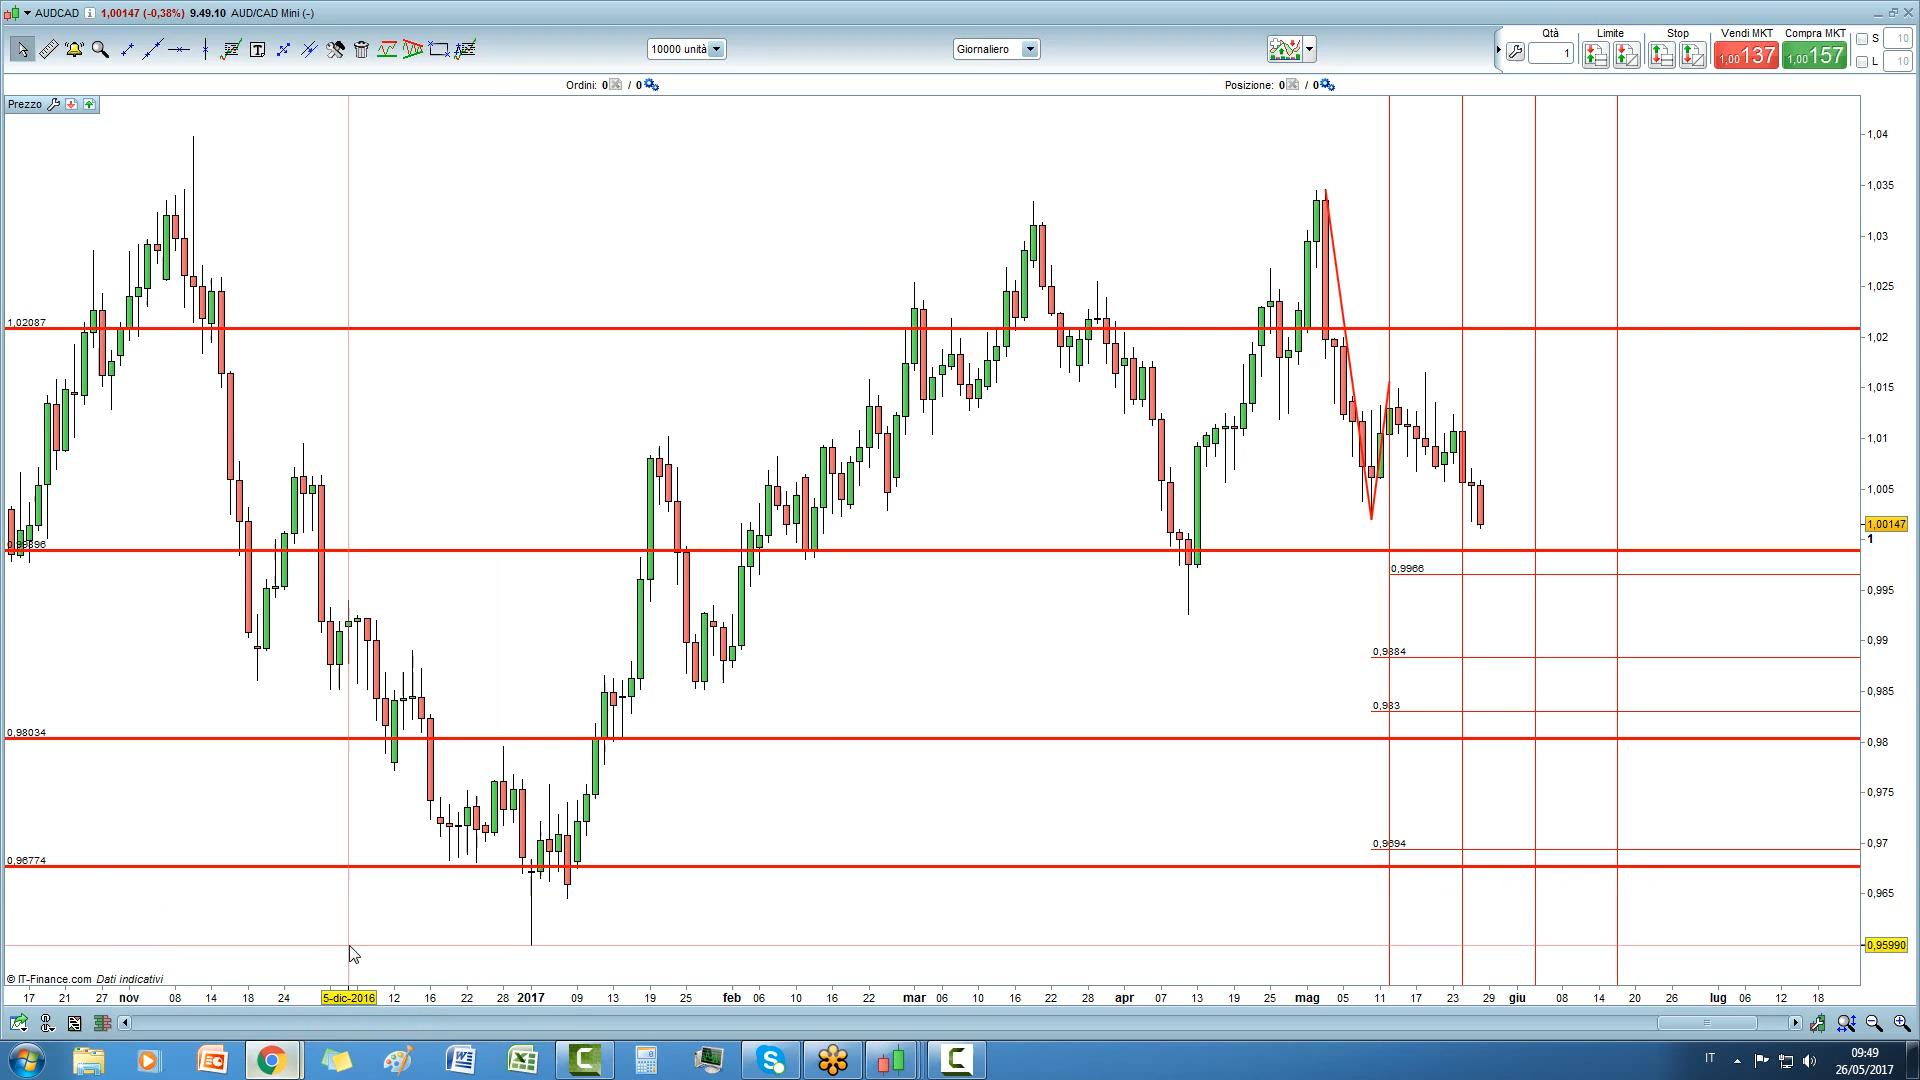 AUDCAD 1,00147 (-0,38%) 9.49.10 AUD/CAD Mini (-)
10000 unità
Giornaliero
Qtà
1
Limite
Stop
Vendi MKT
1,00 137
Compra MKT
1,00 157
S 10
L 10
Ordini: 0 / 0
Posizione: 0 / 0
Prezzo
1,04
1,035
1,03
1,025
1,02087
1,02
1,015
1,01
1,005
1,00147
1
0,9966
0,995
0,99
0,9884
0,985
0,983
0,98034
0,98
0,975
0,97
0,9694
0,96774
0,965
0,95990
© IT-Finance.com Dati indicativi
17 21 27 nov 08 14 18 24 5-dic-2016 12 16 22 28 2017 09 13 19 25 feb 06 10 16 22 mar 06 10 16 22 28 apr 07 13 19 25 mag 05 11 17 23 29 giu 08 14 20 26 lug 06 12 18
IT
09:49
26/05/2017